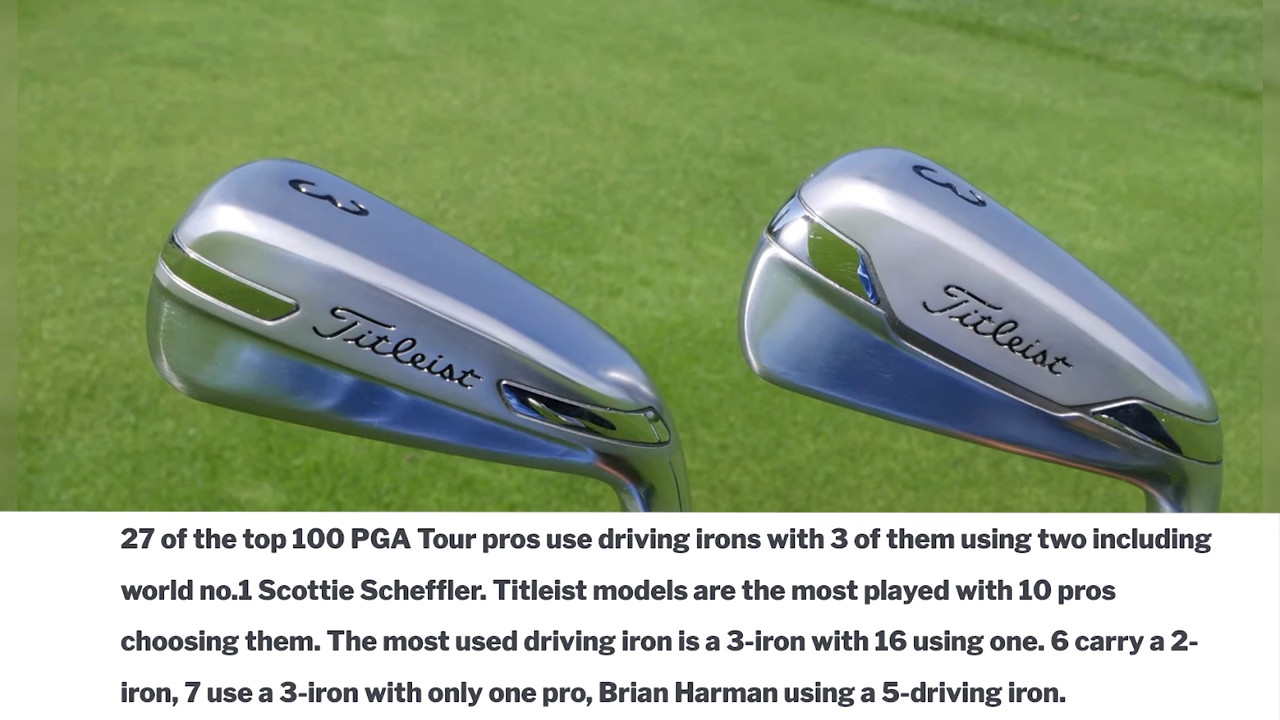 3
3
Titleist
Titleist
27 of the top 100 PGA Tour pros use driving irons with 3 of them using two including
world no.1 Scottie Scheffler. Titleist models are the most played with 10 pros
choosing them. The most used driving iron is a 3-iron with 16 using one. 6 carry a 2-
iron, 7 use a 3-iron with only one pro, Brian Harman using a 5-driving iron.